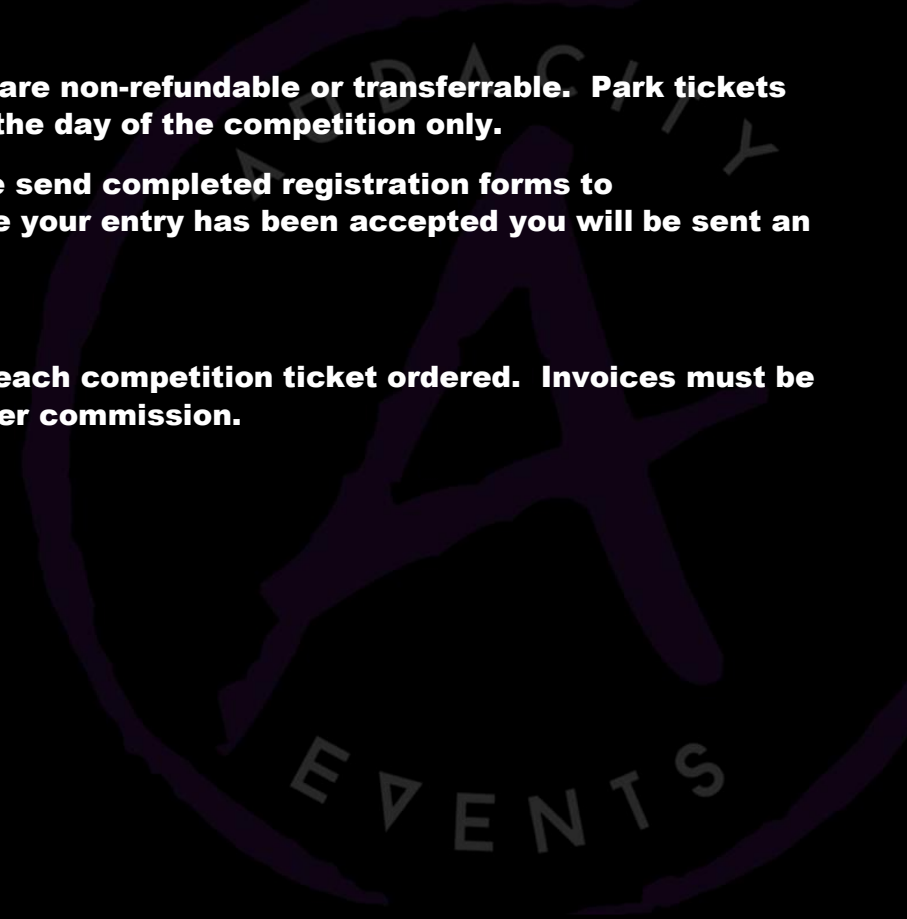 are non-refundable or transferrable. Park tickets
the day of the competition only.
send completed registration forms to
your entry has been accepted you will be sent an
each competition ticket ordered. Invoices must be
er commission.
AUDACITY
EVENTS